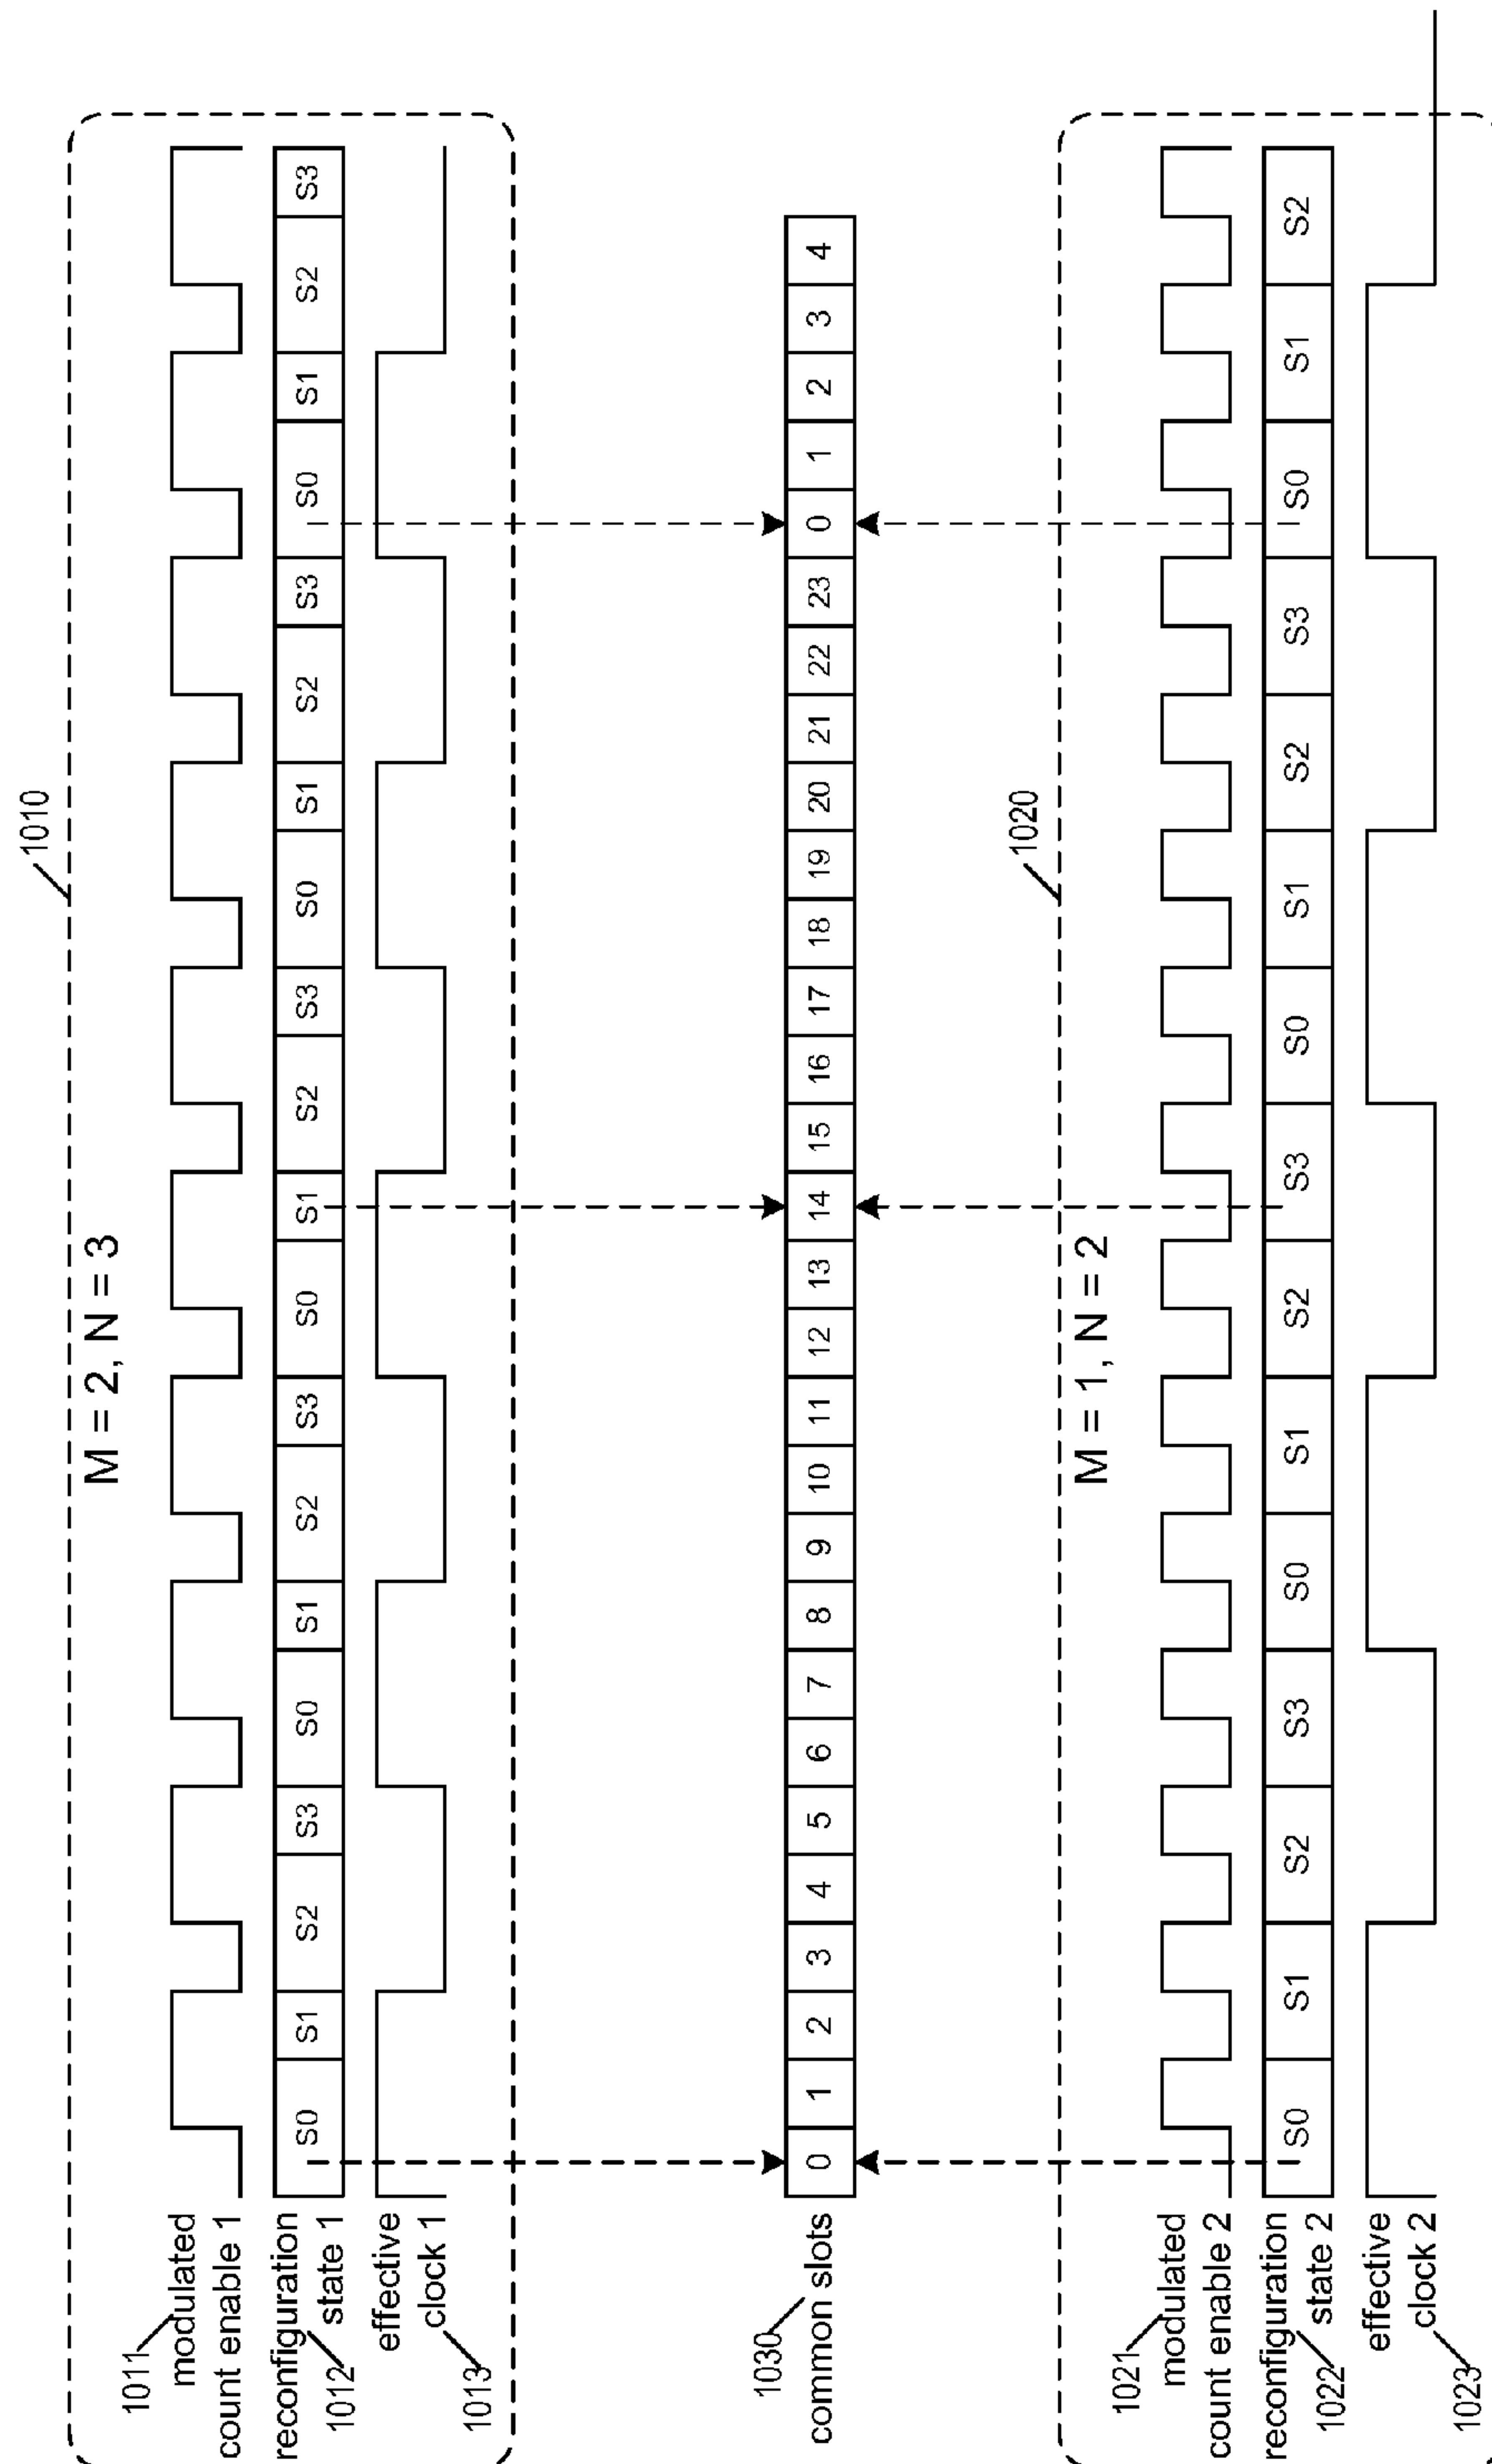 1010
M = 2, N = 3
1011
modulated
count enable 1
reconfiguration
state 1
1012
S0 S1 S2 S3 S0 S1 S2 S3 S0 S1 S2 S3 S0 S1 S2 S3 S0 S1 S2 S3
effective
clock 1
1013
1030
common slots
0 1 2 3 4 5 6 7 8 9 10 11 12 13 14 15 16 17 18 19 20 21 22 23 0 1 2 3 4
1020
M = 1, N = 2
1021
modulated
count enable 2
reconfiguration
state 2
1022
S0 S1 S2 S3 S0 S1 S2 S3 S0 S1 S2 S3 S0 S1 S2
effective
clock 2
1023